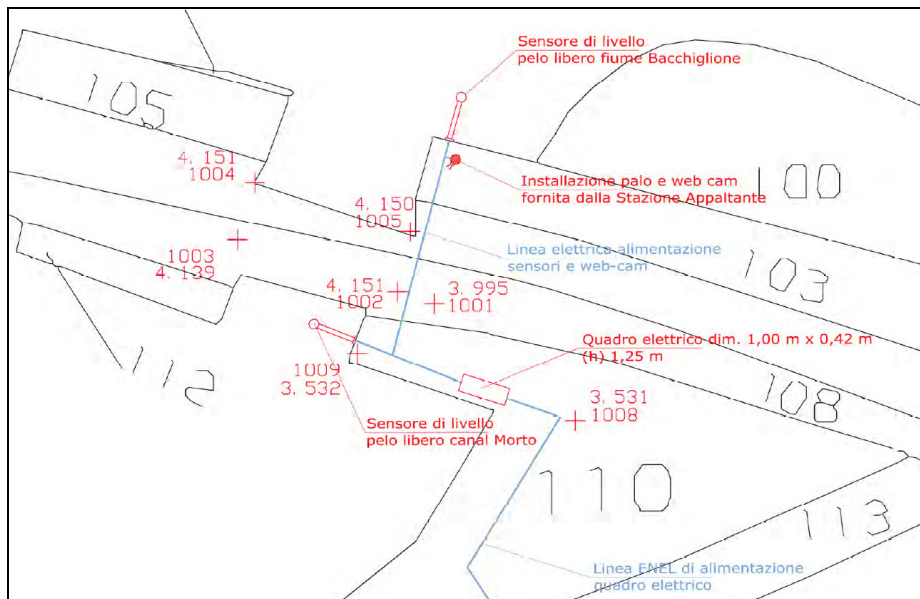 Sensore di livello
pelo libero fiume Bacchiglione
105
4. 151
1004
Installazione palo e web cam
fornita dalla Stazione Appaltante
100
4. 150
1005
Linea elettrica alimentazione
sensori e web-cam
1003
4. 139
103
4. 151
1002
3. 995
1001
Quadro elettrico dim. 1,00 m x 0,42 m
(h) 1,25 m
112
1009
3. 532
108
3. 531
1008
Sensore di livello
pelo libero canal Morto
110
113
Linea ENEL di alimentazione
quadro elettrico